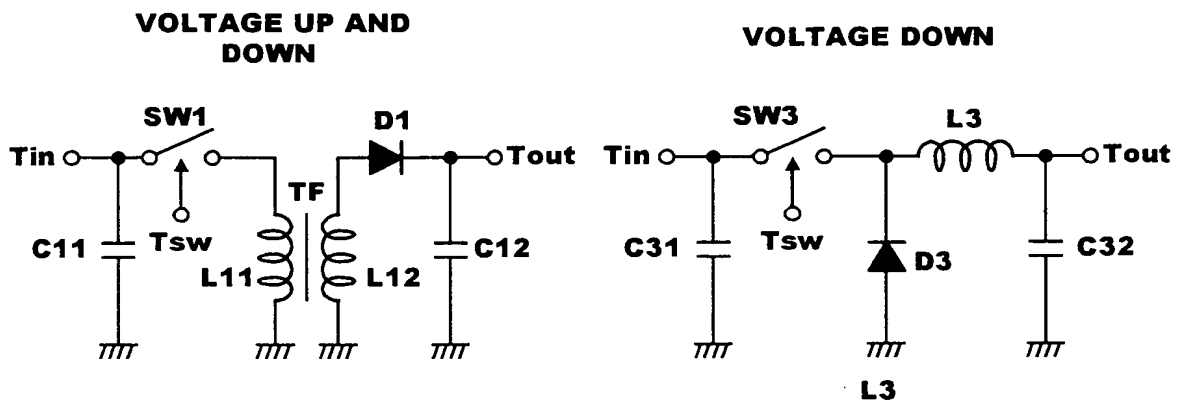 VOLTAGE UP AND
DOWN
SW1
D1
Tin
Tout
TF
Tsw
C11
L11
L12
C12
VOLTAGE DOWN
SW3
L3
Tin
Tout
Tsw
C31
D3
C32
L3